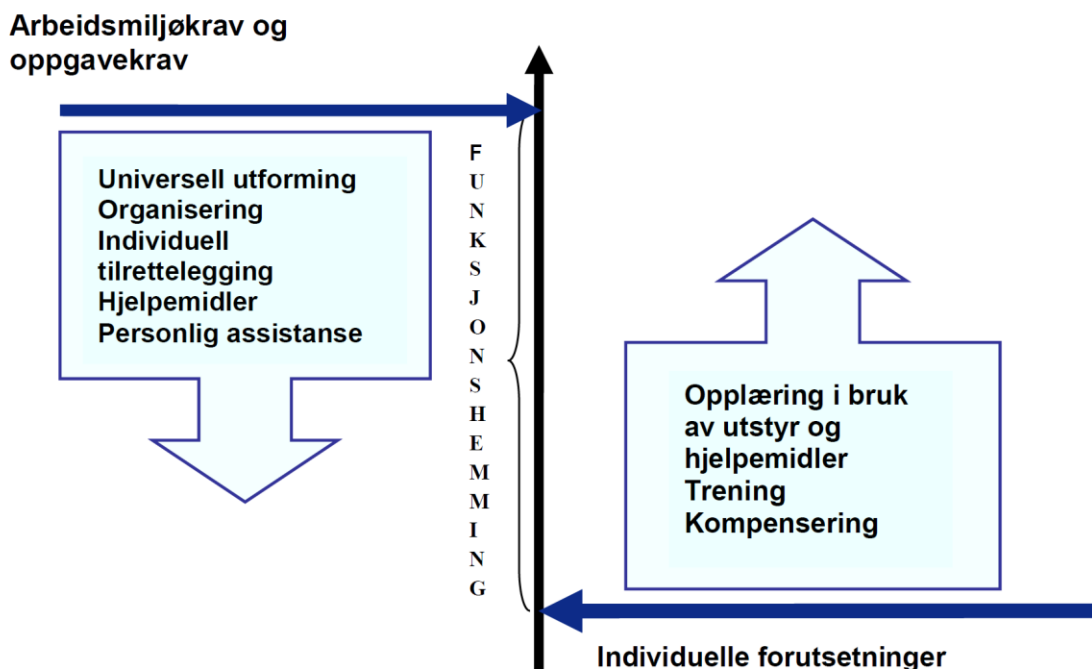 Arbeidsmiljøkrav og
oppgavekrav
Universell utforming
Organisering
Individuell
tilrettelegging
Hjelpemidler
Personlig assistanse
FUNKSJONSHEMMING
Opplæring i bruk
av utstyr og
hjelpemidler
Trening
Kompensering
Individuelle forutsetninger